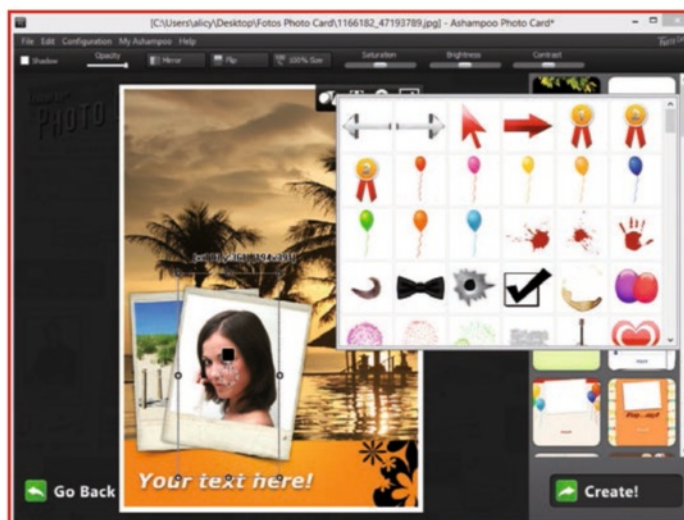 [C:\Users\alicy\Desktop\Fotos Photo Card\1166182_47193789.jpg] - Ashampoo Photo Card*
File Edit Configuration My Ashampoo Help
Shadow
Opacity
Mirror
Flip
100% Size
Saturation
Brightness
Contrast
PHOTO
Your text here!
Go Back
Create!